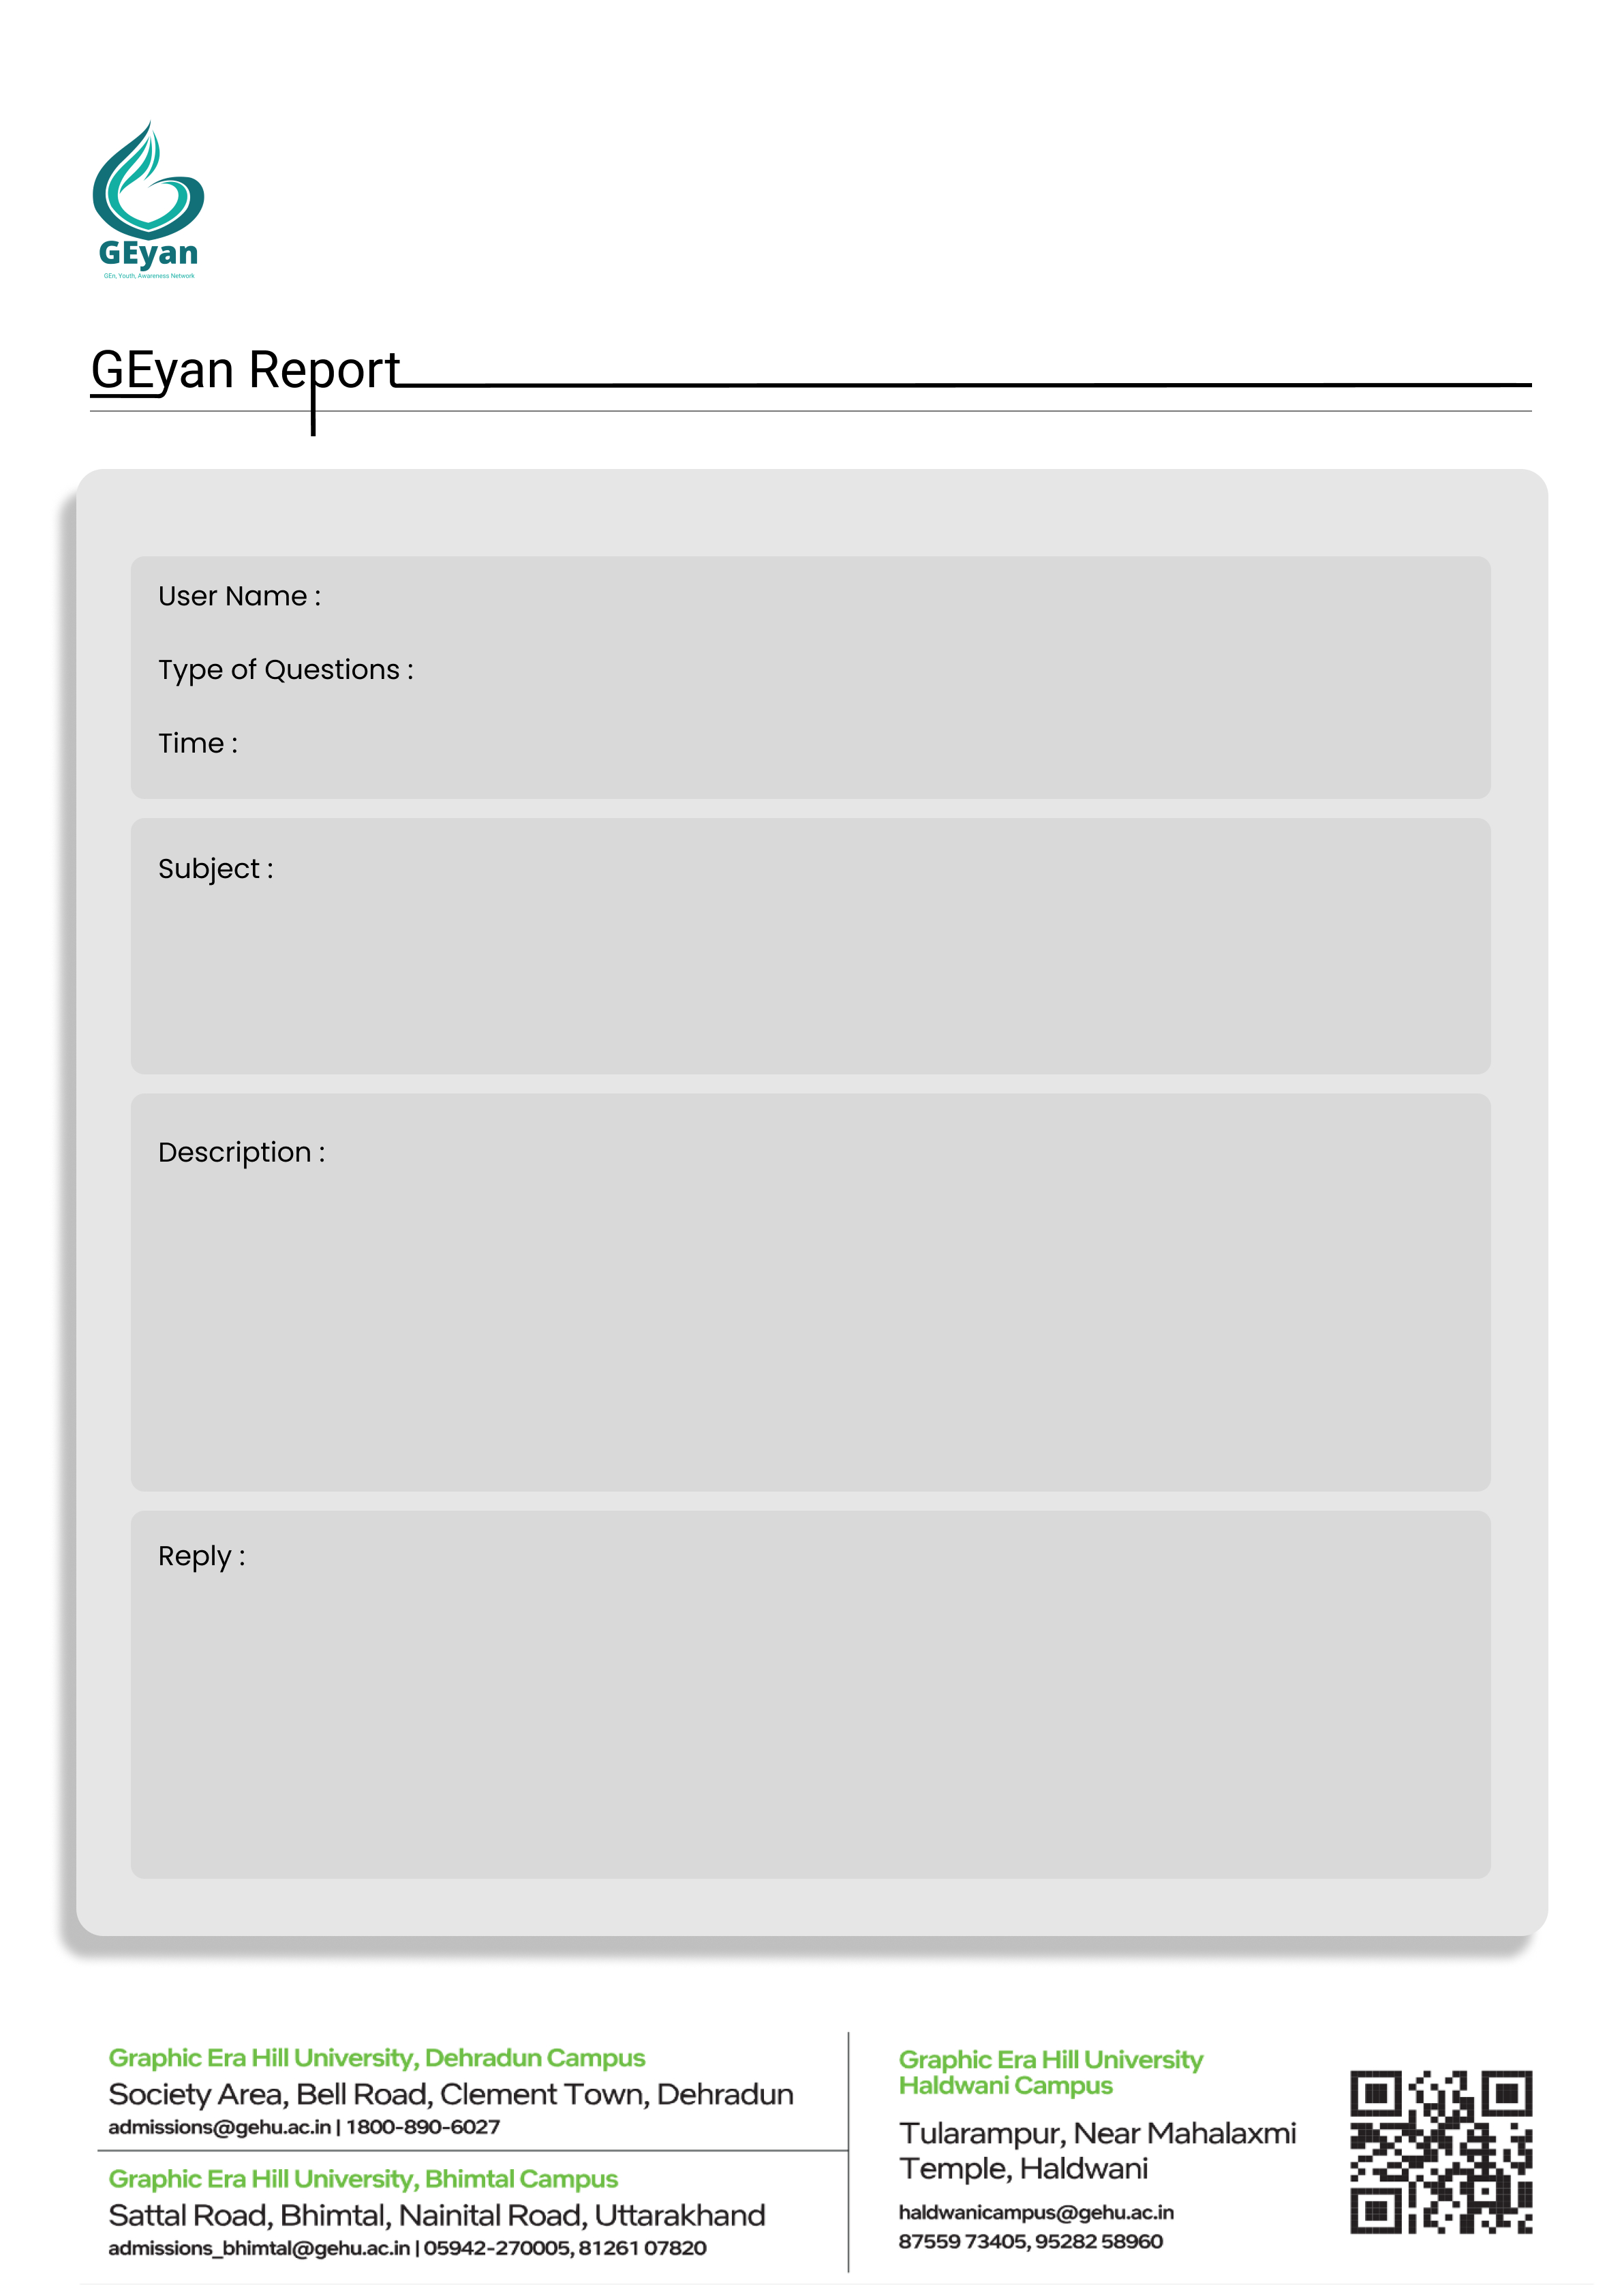 GEyan
GEn, Youth, Awareness Network
GEyan Report
User Name :
Type of Questions :
Time :
Subject :
Description :
Reply :
Graphic Era Hill University, Dehradun Campus
Society Area, Bell Road, Clement Town, Dehradun
admissions@gehu.ac.in | 1800-890-6027
Graphic Era Hill University, Bhimtal Campus
Sattal Road, Bhimtal, Nainital Road, Uttarakhand
admissions_bhimtal@gehu.ac.in | 05942-270005, 81261 07820
Graphic Era Hill University
Haldwani Campus
Tularampur, Near Mahalaxmi
Temple, Haldwani
haldwanicampus@gehu.ac.in
87559 73405, 95282 58960